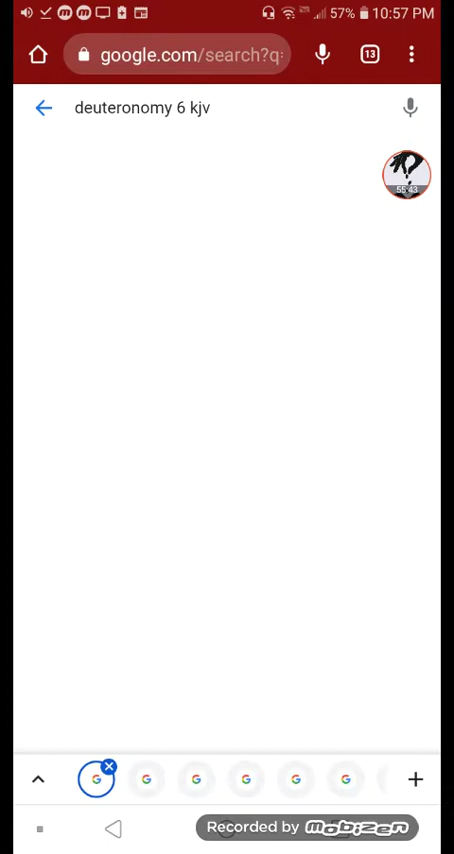 57% 10:57 PM
google.com/search?q=
13
deuteronomy 6 kjv
55:43
Recorded by mobizen